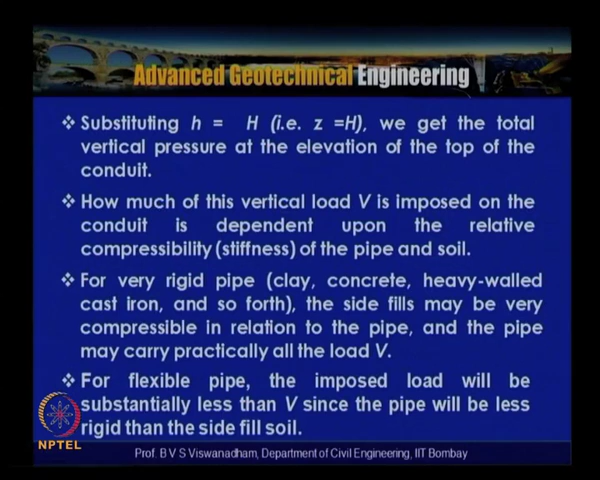 Advanced Geotechnical Engineering
❖ Substituting h = H (i.e. z =H), we get the total
vertical pressure at the elevation of the top of the
conduit.
❖ How much of this vertical load V is imposed on the
conduit is dependent upon the relative
compressibility (stiffness) of the pipe and soil.
❖ For very rigid pipe (clay, concrete, heavy-walled
cast iron, and so forth), the side fills may be very
compressible in relation to the pipe, and the pipe
may carry practically all the load V.
❖ For flexible pipe, the imposed load will be
substantially less than V since the pipe will be less
rigid than the side fill soil.
NPTEL
Prof. B V S Viswanadham, Department of Civil Engineering, IIT Bombay